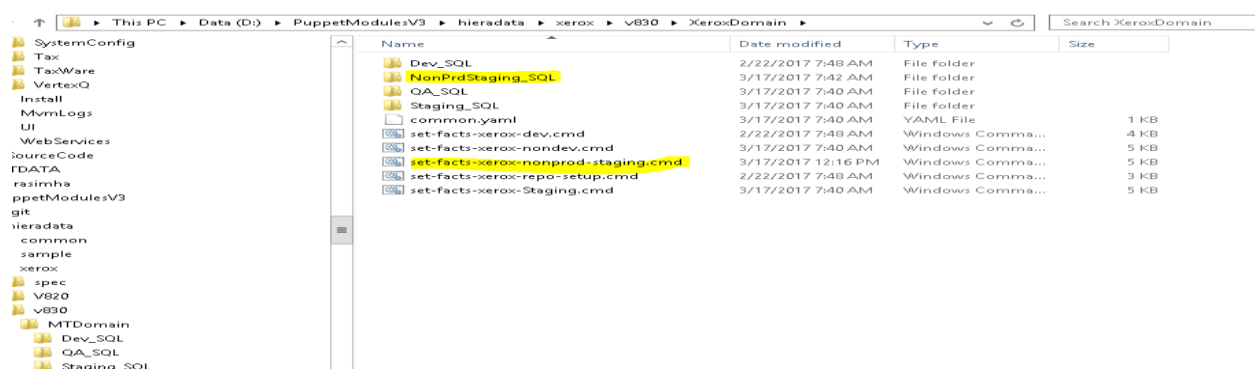 This PC ▸ Data (D:) ▸ PuppetModulesV3 ▸ hieradata ▸ xerox ▸ v830 ▸ XeroxDomain ▸
Search XeroxDomain
SystemConfig
Tax
TaxWare
VertexQ
Install
MvmLogs
UI
WebServices
SourceCode
TDATA
rasimha
ppetModulesV3
git
hieradata
common
sample
xerox
spec
V820
v830
MTDomain
Dev_SQL
QA_SQL
Staging_SQL
Name Date modified Type Size
Dev_SQL 2/22/2017 7:48 AM File folder
NonPrdStaging_SQL 3/17/2017 7:42 AM File folder
QA_SQL 3/17/2017 7:40 AM File folder
Staging_SQL 3/17/2017 7:40 AM File folder
common.yaml 3/17/2017 7:40 AM YAML File 1 KB
set-facts-xerox-dev.cmd 2/22/2017 7:48 AM Windows Comma... 4 KB
set-facts-xerox-nondev.cmd 3/17/2017 7:40 AM Windows Comma... 5 KB
set-facts-xerox-nonprod-staging.cmd 3/17/2017 12:16 PM Windows Comma... 5 KB
set-facts-xerox-repo-setup.cmd 2/22/2017 7:48 AM Windows Comma... 3 KB
set-facts-xerox-Staging.cmd 3/17/2017 7:40 AM Windows Comma... 5 KB